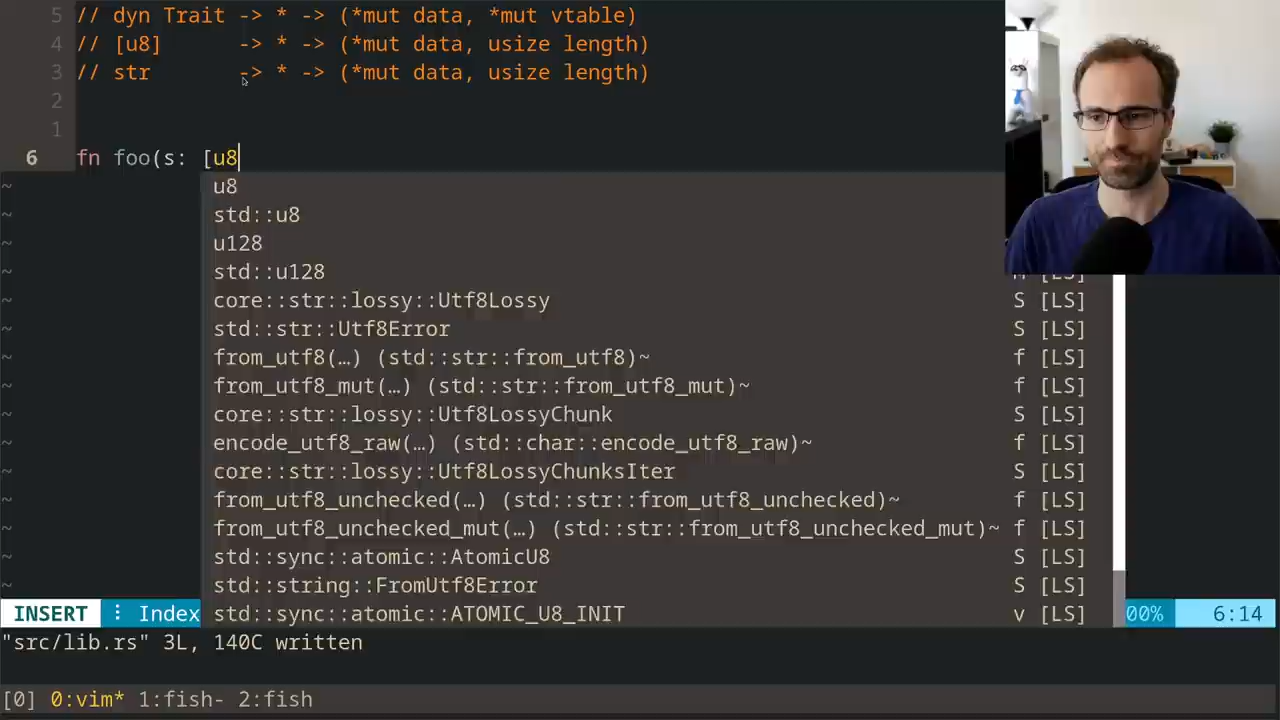 5 // dyn Trait -> * -> (*mut data, *mut vtable)
4 // [u8]      -> * -> (*mut data, usize length)
3 // str       -> * -> (*mut data, usize length)
2
1
6 fn foo(s: [u8
~ u8
~ std::u8
~ u128
~ std::u128
~ core::str::lossy::Utf8Lossy S [LS]
~ std::str::Utf8Error S [LS]
~ from_utf8(…) (std::str::from_utf8)~ f [LS]
~ from_utf8_mut(…) (std::str::from_utf8_mut)~ f [LS]
~ core::str::lossy::Utf8LossyChunk S [LS]
~ encode_utf8_raw(…) (std::char::encode_utf8_raw)~ f [LS]
~ core::str::lossy::Utf8LossyChunksIter S [LS]
~ from_utf8_unchecked(…) (std::str::from_utf8_unchecked)~ f [LS]
~ from_utf8_unchecked_mut(…) (std::str::from_utf8_unchecked_mut)~ f [LS]
~ std::sync::atomic::AtomicU8 S [LS]
~ std::string::FromUtf8Error S [LS]
INSERT ⋮ Index std::sync::atomic::ATOMIC_U8_INIT v [LS] 00% 6:14
"src/lib.rs" 3L, 140C written
[0] 0:vim* 1:fish- 2:fish